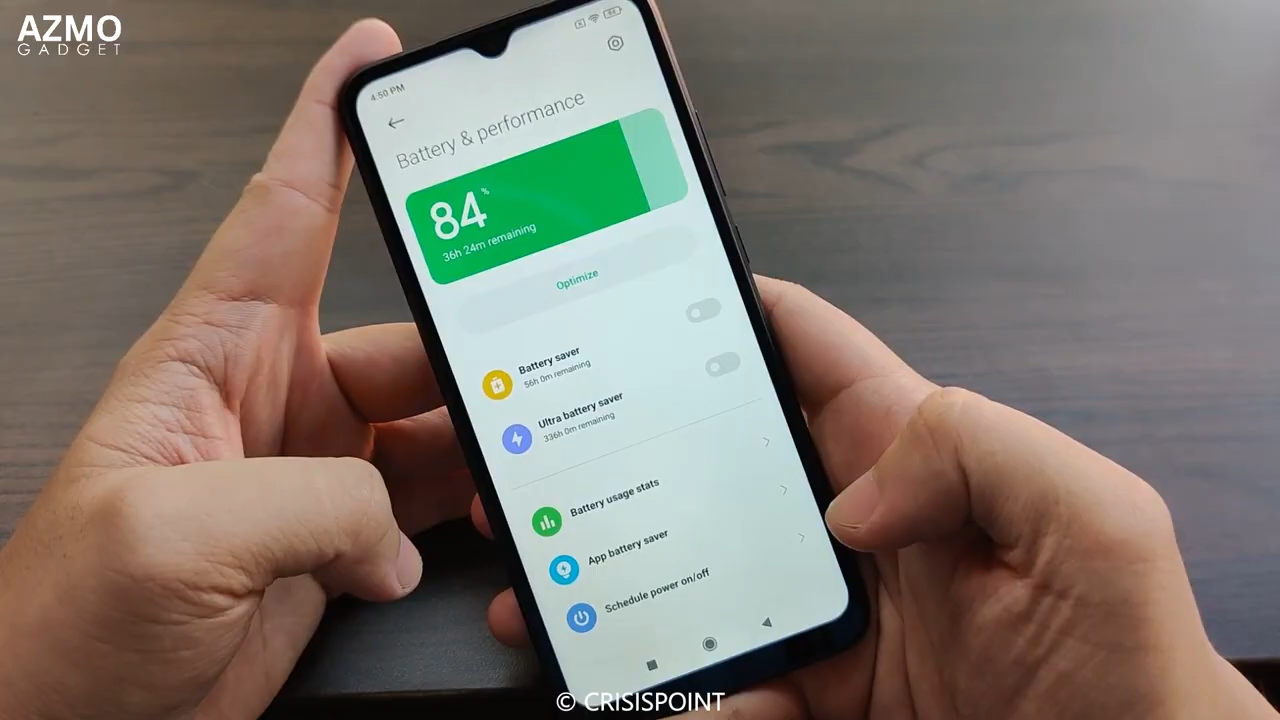 AZMO
GADGET
4:50 PM
84
Battery & performance
84%
36h 24m remaining
Optimize
Battery saver
56h 0m remaining
Ultra battery saver
336h 0m remaining
Battery usage stats
App battery saver
Schedule power on/off
© CRISISPOINT